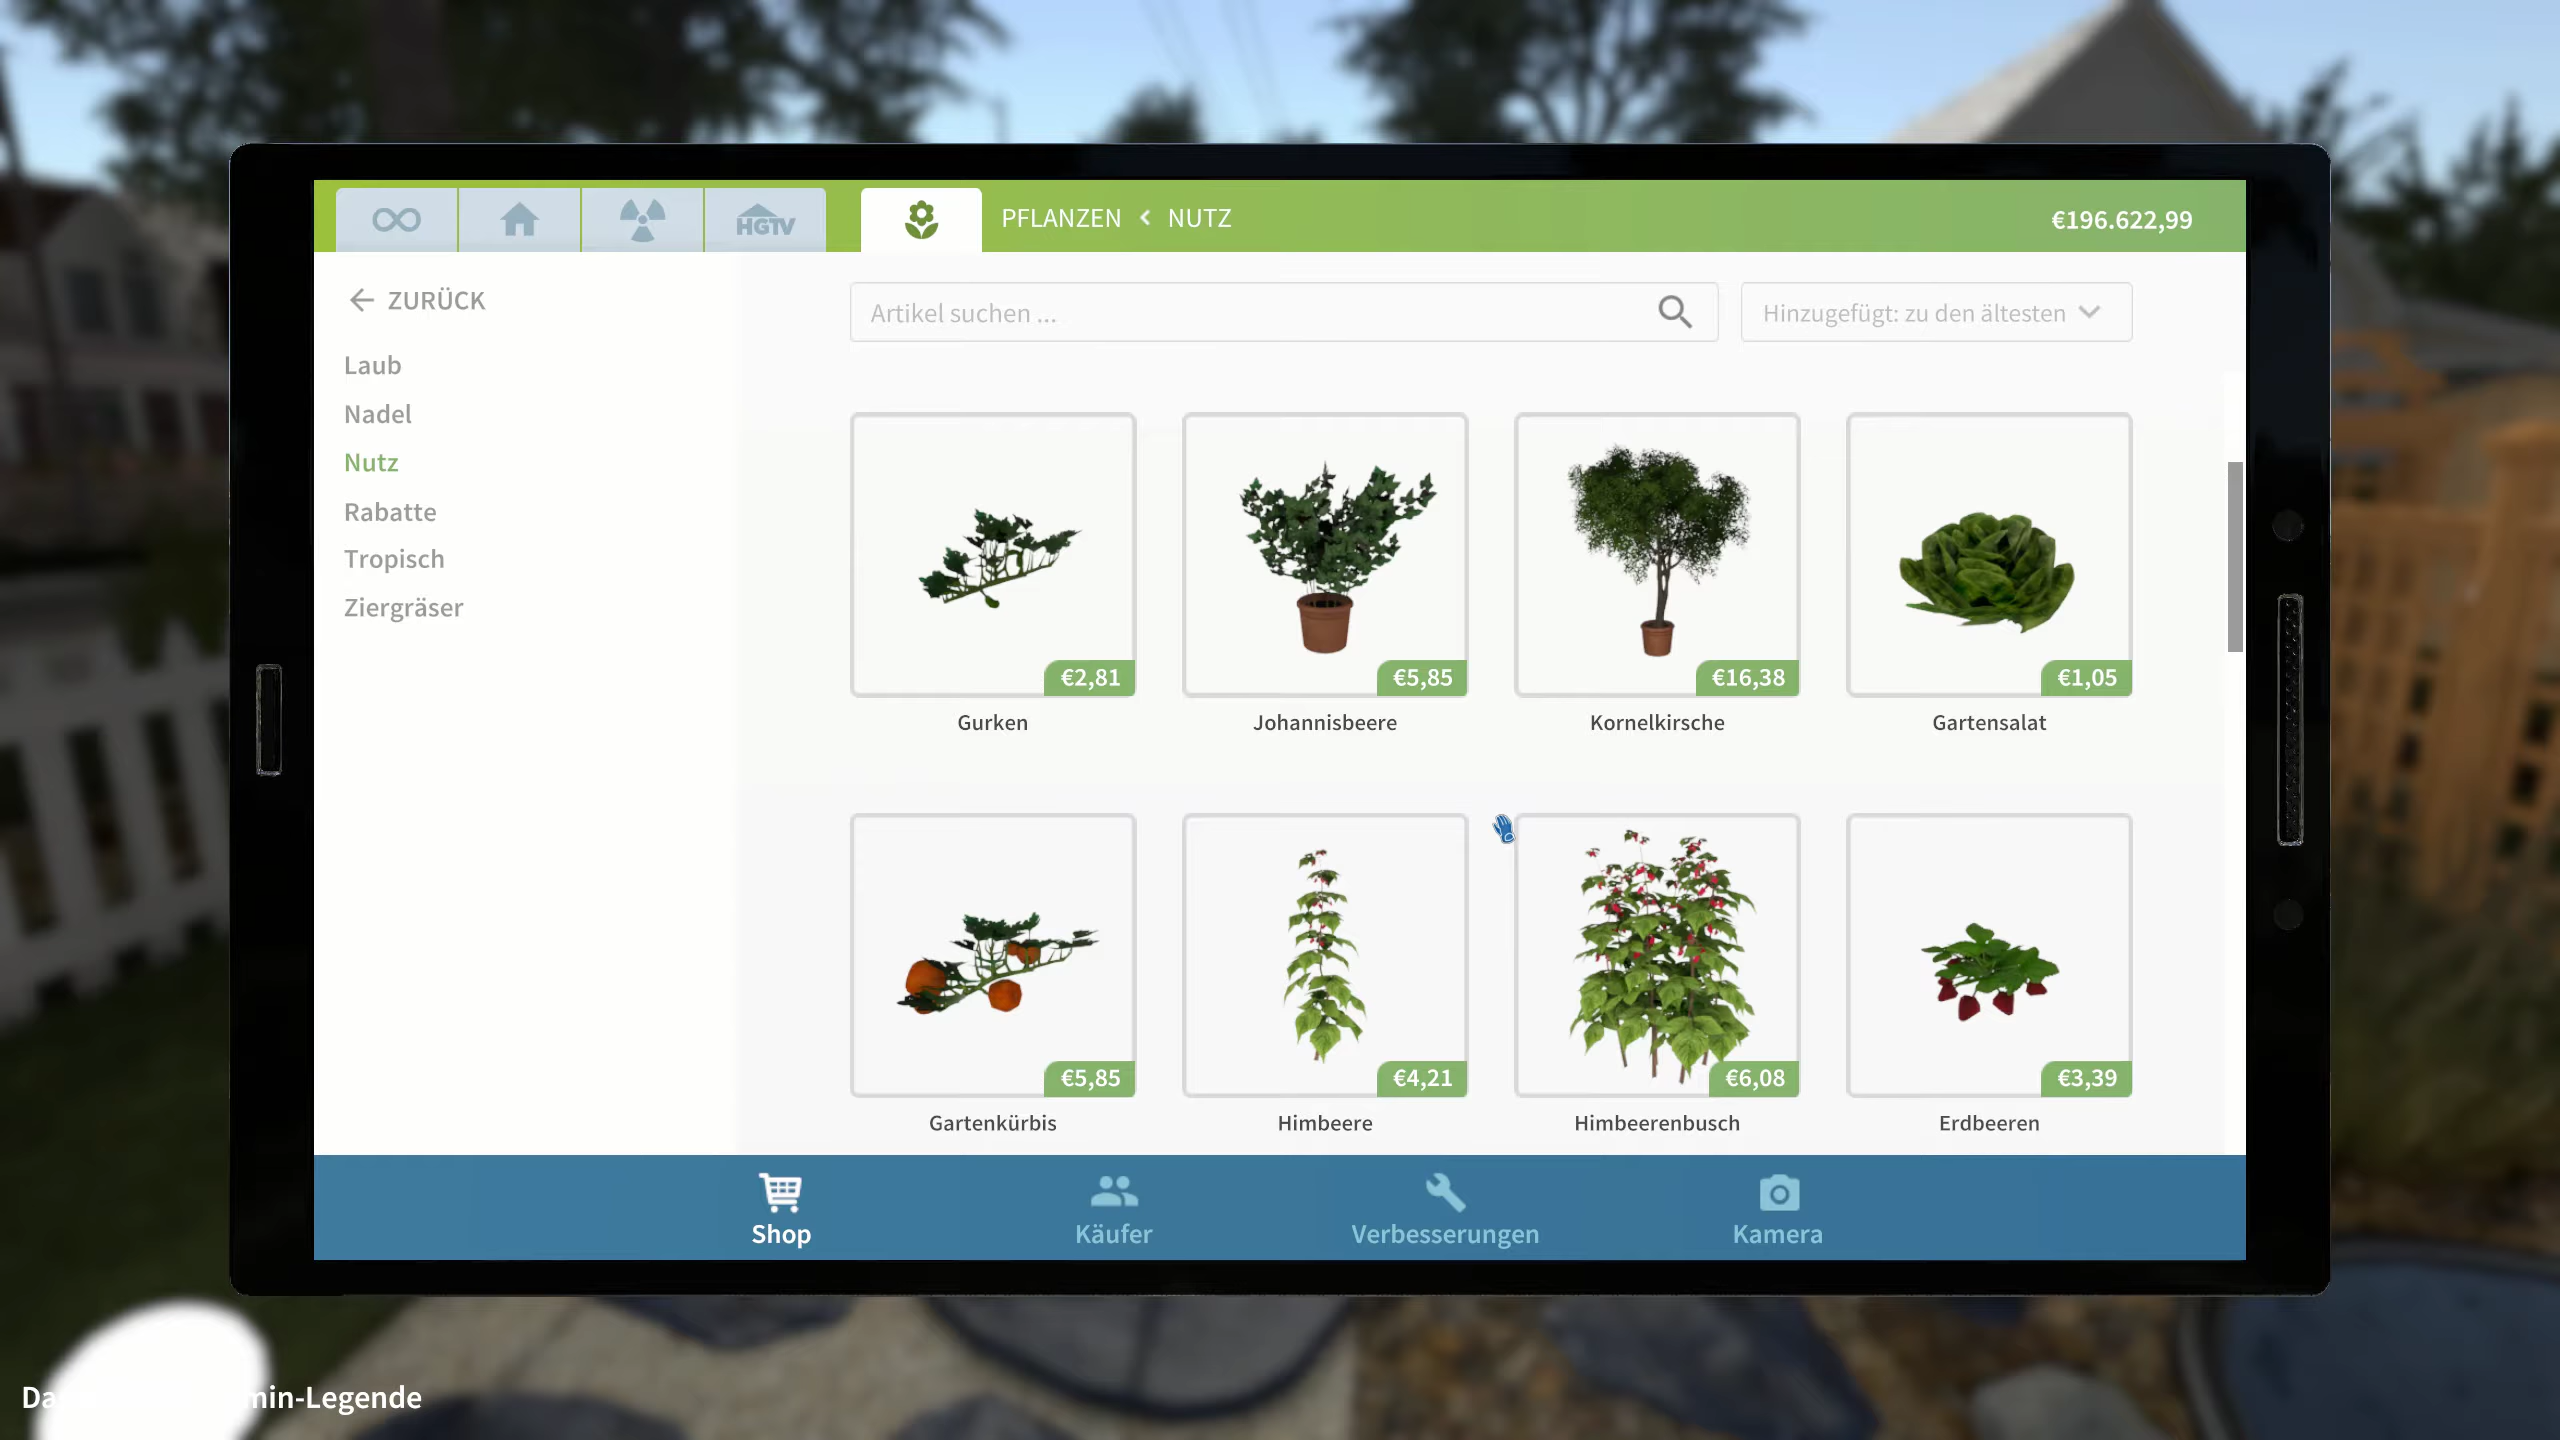 HGTV
PFLANZEN < NUTZ
€196.622,99
ZURÜCK
Artikel suchen ...
Hinzugefügt: zu den ältesten
Laub
Nadel
Nutz
Rabatte
Tropisch
Ziergräser
€2,81
€5,85
€16,38
€1,05
Gurken
Johannisbeere
Kornelkirsche
Gartensalat
€5,85
€4,21
€6,08
€3,39
Gartenkürbis
Himbeere
Himbeerenbusch
Erdbeeren
Shop
Käufer
Verbesserungen
Kamera
min-Legende